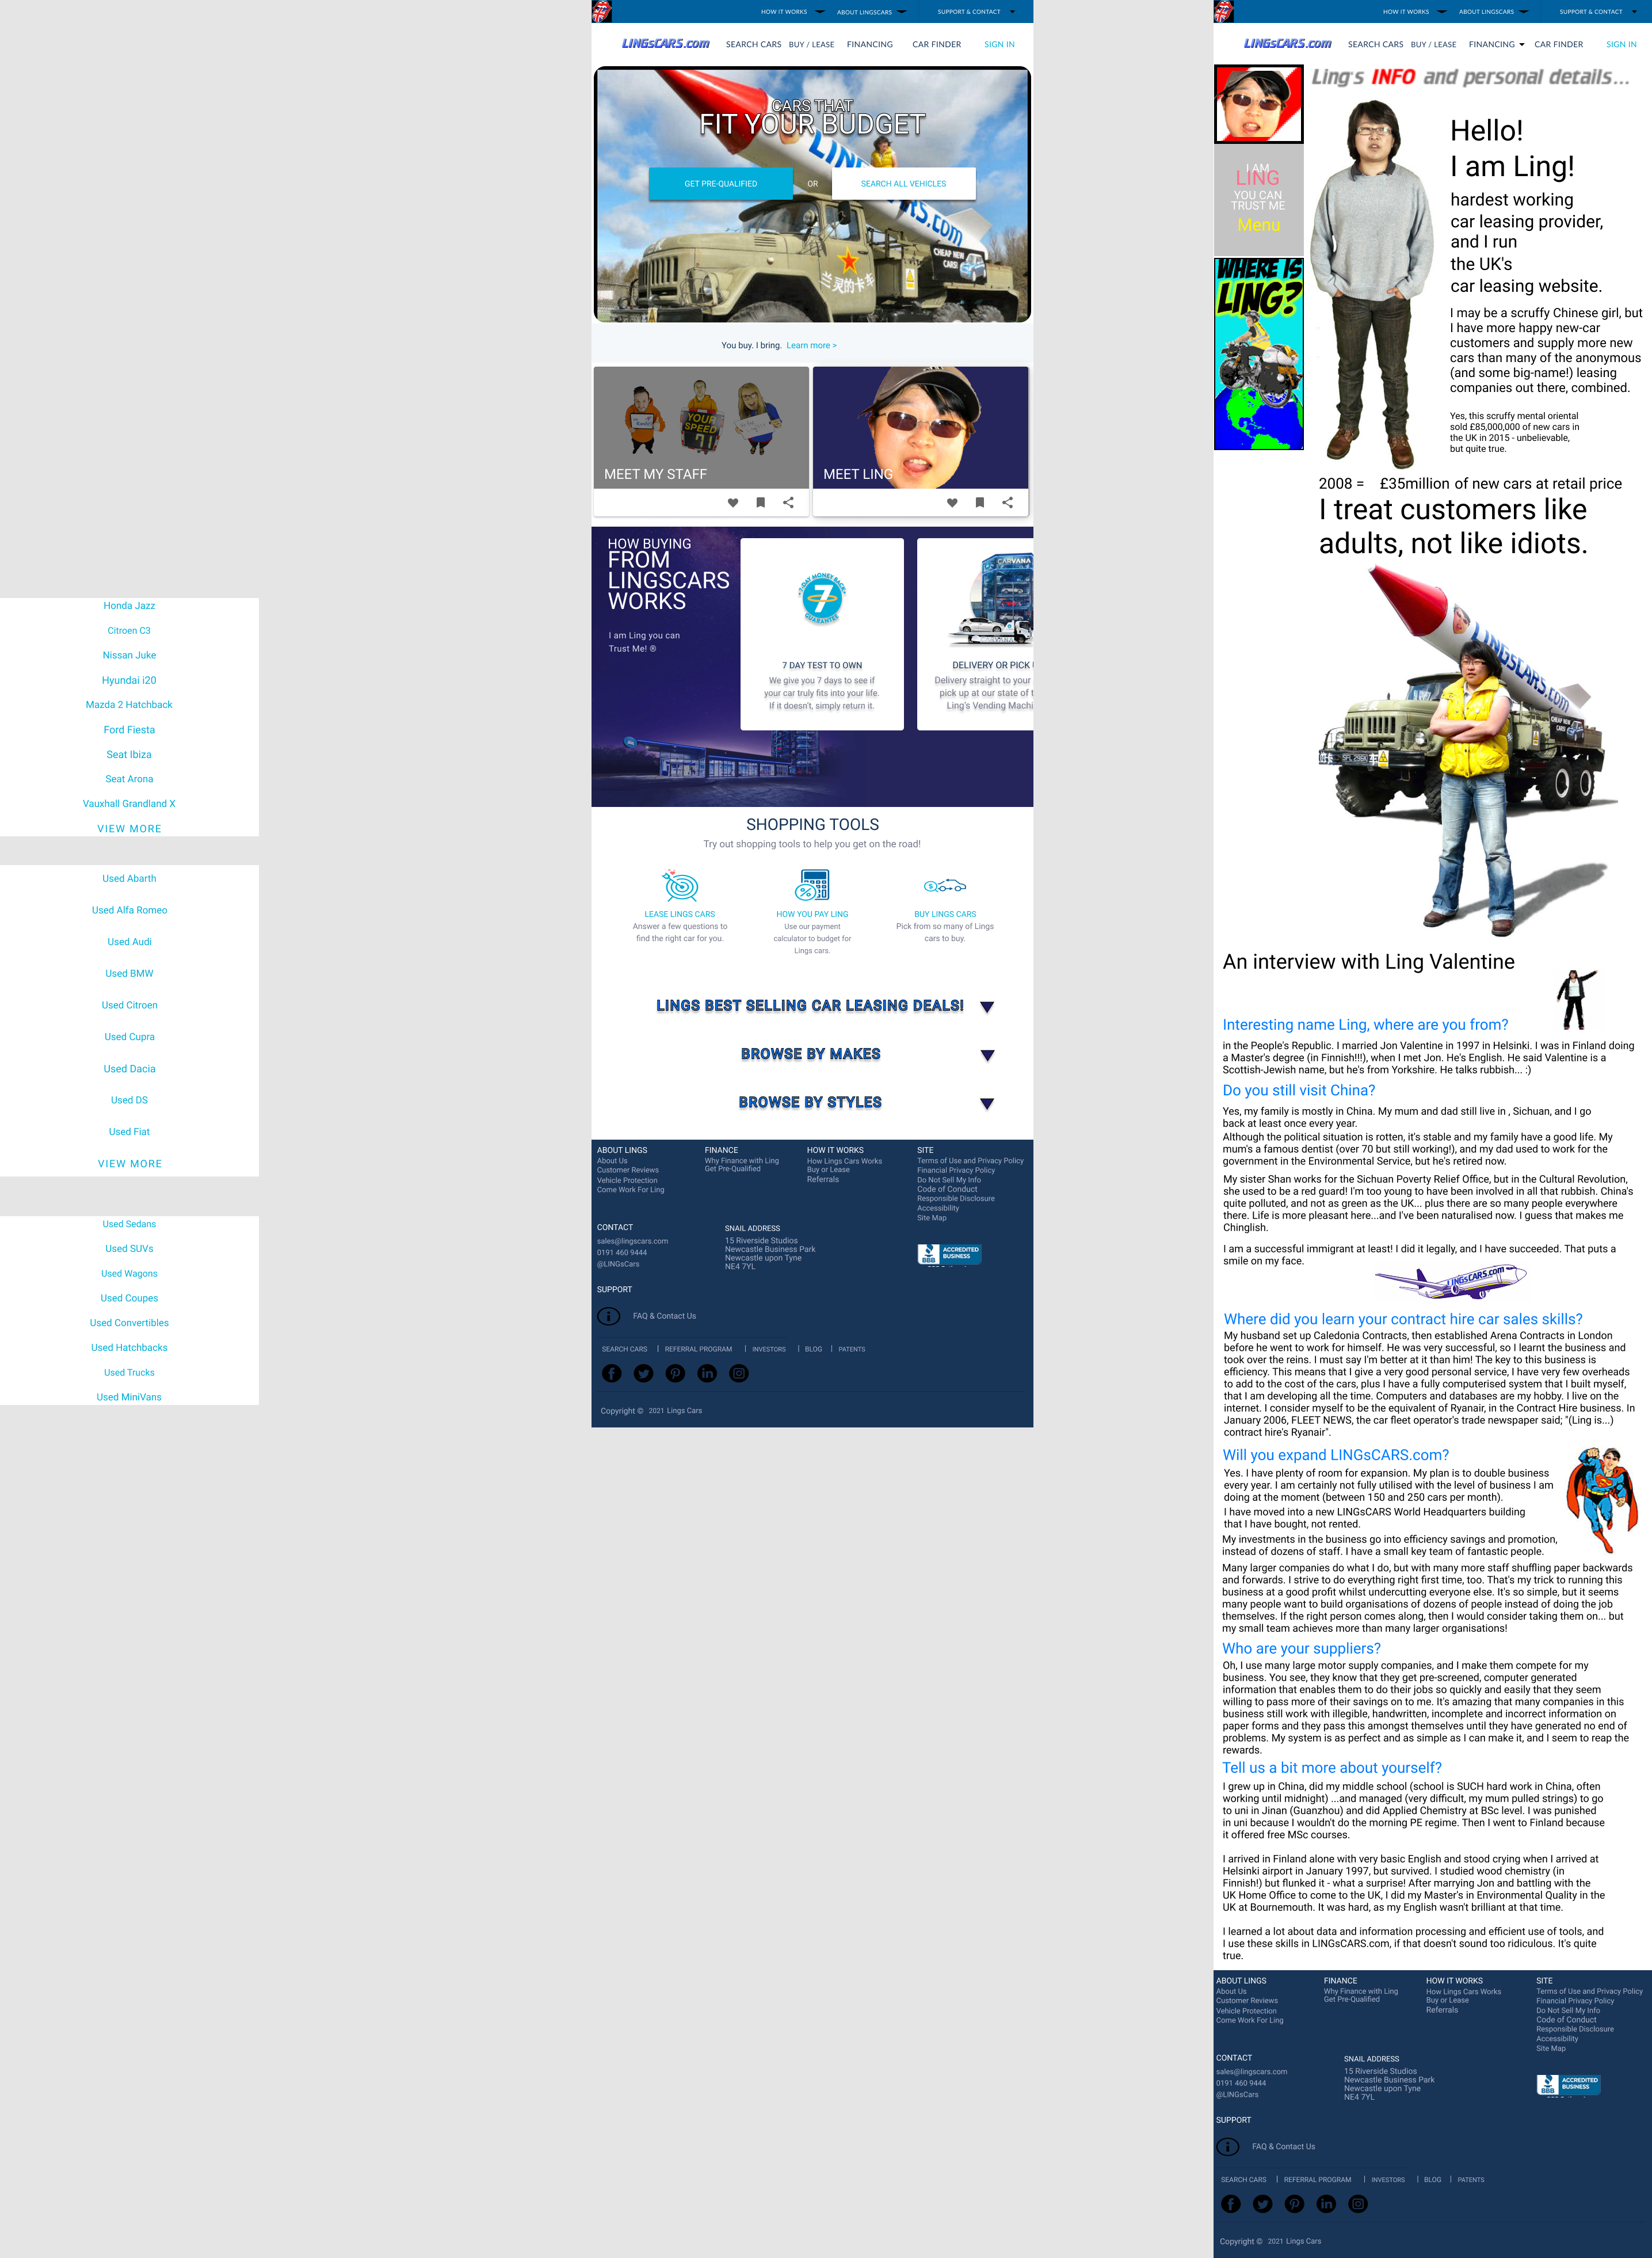 Honda Jazz
Citroen C3
Nissan Juke
Hyundai i20
Mazda 2 Hatchback
Ford Fiesta
Seat Ibiza
Seat Arona
Vauxhall Grandland X
VIEW MORE
Used Abarth
Used Alfa Romeo
Used Audi
Used BMW
Used Citroen
Used Cupra
Used Dacia
Used DS
Used Fiat
VIEW MORE
Used Sedans
Used SUVs
Used Wagons
Used Coupes
Used Convertibles
Used Hatchbacks
Used Trucks
Used MiniVans
HOW IT WORKS ABOUT LINGSCARS SUPPORT & CONTACT
LINGsCARS.com SEARCH CARS BUY / LEASE FINANCING CAR FINDER SIGN IN
CARS THAT
FIT YOUR BUDGET
GET PRE-QUALIFIED OR SEARCH ALL VEHICLES
CHEAP NEW
CARS!
You buy. I bring. Learn more >
YOUR
SPEED
MEET MY STAFF
MEET LING
HOW BUYING
FROM
LINGSCARS
WORKS
I am Ling you can
Trust Me! ®
7-DAY MONEY BACK
7
GUARANTEE
7 DAY TEST TO OWN
We give you 7 days to see if
your car truly fits into your life.
If it doesn't, simply return it.
CARVANA
DELIVERY OR PICK
Delivery straight to your
pick up at our state of t
Ling's Vending Machi
SHOPPING TOOLS
Try out shopping tools to help you get on the road!
LEASE LINGS CARS
Answer a few questions to
find the right car for you.
HOW YOU PAY LING
Use our payment
calculator to budget for
Lings cars.
BUY LINGS CARS
Pick from so many of Lings
cars to buy.
LINGS BEST SELLING CAR LEASING DEALS!
BROWSE BY MAKES
BROWSE BY STYLES
ABOUT LINGS
About Us
Customer Reviews
Vehicle Protection
Come Work For Ling
FINANCE
Why Finance with Ling
Get Pre-Qualified
HOW IT WORKS
How Lings Cars Works
Buy or Lease
Referrals
SITE
Terms of Use and Privacy Policy
Financial Privacy Policy
Do Not Sell My Info
Code of Conduct
Responsible Disclosure
Accessibility
Site Map
CONTACT
sales@lingscars.com
0191 460 9444
@LINGsCars
SNAIL ADDRESS
15 Riverside Studios
Newcastle Business Park
Newcastle upon Tyne
NE4 7YL
BBB ACCREDITED
BUSINESS
SUPPORT
FAQ & Contact Us
SEARCH CARS | REFERRAL PROGRAM | INVESTORS | BLOG | PATENTS
Copyright © 2021 Lings Cars
HOW IT WORKS ABOUT LINGSCARS SUPPORT & CONTACT
LINGsCARS.com SEARCH CARS BUY / LEASE FINANCING CAR FINDER SIGN IN
Ling's INFO and personal details...
I AM
LING
YOU CAN
TRUST ME
Menu
WHERE IS
LING?
Hello!
I am Ling!
hardest working
car leasing provider,
and I run
the UK's
car leasing website.
I may be a scruffy Chinese girl, but
I have more happy new-car
customers and supply more new
cars than many of the anonymous
(and some big-name!) leasing
companies out there, combined.
Yes, this scruffy mental oriental
sold £85,000,000 of new cars in
the UK in 2015 - unbelievable,
but quite true.
2008 = £35million of new cars at retail price
I treat customers like
adults, not like idiots.
LINGSCARS.com
CHEAP NEW
CARS!
An interview with Ling Valentine
Interesting name Ling, where are you from?
in the People's Republic. I married Jon Valentine in 1997 in Helsinki. I was in Finland doing
a Master's degree (in Finnish!!!), when I met Jon. He's English. He said Valentine is a
Scottish-Jewish name, but he's from Yorkshire. He talks rubbish... :)
Do you still visit China?
Yes, my family is mostly in China. My mum and dad still live in , Sichuan, and I go
back at least once every year.
Although the political situation is rotten, it's stable and my family have a good life. My
mum's a famous dentist (over 70 but still working!), and my dad used to work for the
government in the Environmental Service, but he's retired now.
My sister Shan works for the Sichuan Poverty Relief Office, but in the Cultural Revolution,
she used to be a red guard! I'm too young to have been involved in all that rubbish. China's
quite polluted, and not as green as the UK... plus there are so many people everywhere
there. Life is more pleasant here...and I've been naturalised now. I guess that makes me
Chinglish.
I am a successful immigrant at least! I did it legally, and I have succeeded. That puts a
smile on my face.
LINGsCARS.com
Where did you learn your contract hire car sales skills?
My husband set up Caledonia Contracts, then established Arena Contracts in London
before he went to work for himself. He was very successful, so I learnt the business and
took over the reins. I must say I'm better at it than him! The key to this business is
efficiency. This means that I give a very good personal service, I have very few overheads
to add to the cost of the cars, plus I have a fully computerised system that I built myself,
that I am developing all the time. Computers and databases are my hobby. I live on the
internet. I consider myself to be the equivalent of Ryanair, in the Contract Hire business. In
January 2006, FLEET NEWS, the car fleet operator's trade newspaper said; "(Ling is...)
contract hire's Ryanair".
Will you expand LINGsCARS.com?
Yes. I have plenty of room for expansion. My plan is to double business
every year. I am certainly not fully utilised with the level of business I am
doing at the moment (between 150 and 250 cars per month).
I have moved into a new LINGsCARS World Headquarters building
that I have bought, not rented.
My investments in the business go into efficiency savings and promotion,
instead of dozens of staff. I have a small key team of fantastic people.
Many larger companies do what I do, but with many more staff shuffling paper backwards
and forwards. I strive to do everything right first time, too. That's my trick to running this
business at a good profit whilst undercutting everyone else. It's so simple, but it seems
many people want to build organisations of dozens of people instead of doing the job
themselves. If the right person comes along, then I would consider taking them on... but
my small team achieves more than many larger organisations!
Who are your suppliers?
Oh, I use many large motor supply companies, and I make them compete for my
business. You see, they know that they get pre-screened, computer generated
information that enables them to do their jobs so quickly and easily that they seem
willing to pass more of their savings on to me. It's amazing that many companies in this
business still work with illegible, handwritten, incomplete and incorrect information on
paper forms and they pass this amongst themselves until they have generated no end of
problems. My system is as perfect and as simple as I can make it, and I seem to reap the
rewards.
Tell us a bit more about yourself?
I grew up in China, did my middle school (school is SUCH hard work in China, often
working until midnight) ...and managed (very difficult, my mum pulled strings) to go
to uni in Jinan (Guanzhou) and did Applied Chemistry at BSc level. I was punished
in uni because I wouldn't do the morning PE regime. Then I went to Finland because
it offered free MSc courses.
I arrived in Finland alone with very basic English and stood crying when I arrived at
Helsinki airport in January 1997, but survived. I studied wood chemistry (in
Finnish!) but flunked it - what a surprise! After marrying Jon and battling with the
UK Home Office to come to the UK, I did my Master's in Environmental Quality in the
UK at Bournemouth. It was hard, as my English wasn't brilliant at that time.
I learned a lot about data and information processing and efficient use of tools, and
I use these skills in LINGsCARS.com, if that doesn't sound too ridiculous. It's quite
true.
ABOUT LINGS
About Us
Customer Reviews
Vehicle Protection
Come Work For Ling
FINANCE
Why Finance with Ling
Get Pre-Qualified
HOW IT WORKS
How Lings Cars Works
Buy or Lease
Referrals
SITE
Terms of Use and Privacy Policy
Financial Privacy Policy
Do Not Sell My Info
Code of Conduct
Responsible Disclosure
Accessibility
Site Map
CONTACT
sales@lingscars.com
0191 460 9444
@LINGsCars
SNAIL ADDRESS
15 Riverside Studios
Newcastle Business Park
Newcastle upon Tyne
NE4 7YL
BBB ACCREDITED
BUSINESS
SUPPORT
FAQ & Contact Us
SEARCH CARS | REFERRAL PROGRAM | INVESTORS | BLOG | PATENTS
Copyright © 2021 Lings Cars